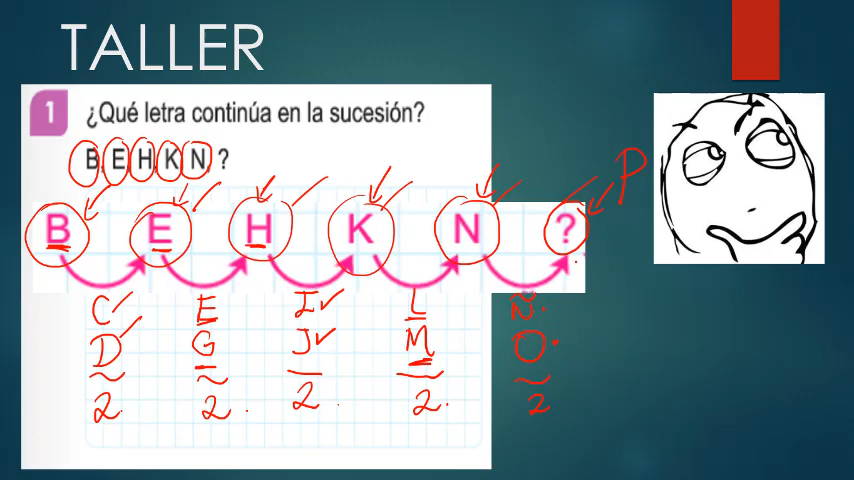 TALLER
1 ¿Qué letra continúa en la sucesión?
B, E, H, K, N, ?
P
B E H K N ?
C E I L Ñ
D G J M O
2 2 2 2 2